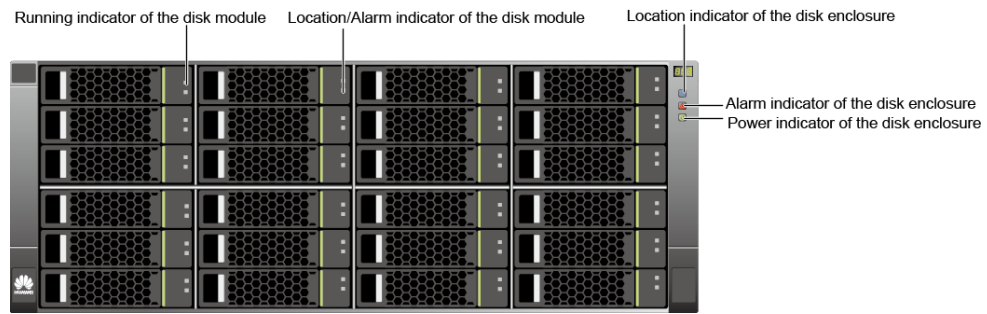 Running indicator of the disk module
Location/Alarm indicator of the disk module
Location indicator of the disk enclosure
Alarm indicator of the disk enclosure
Power indicator of the disk enclosure
HUAWEI